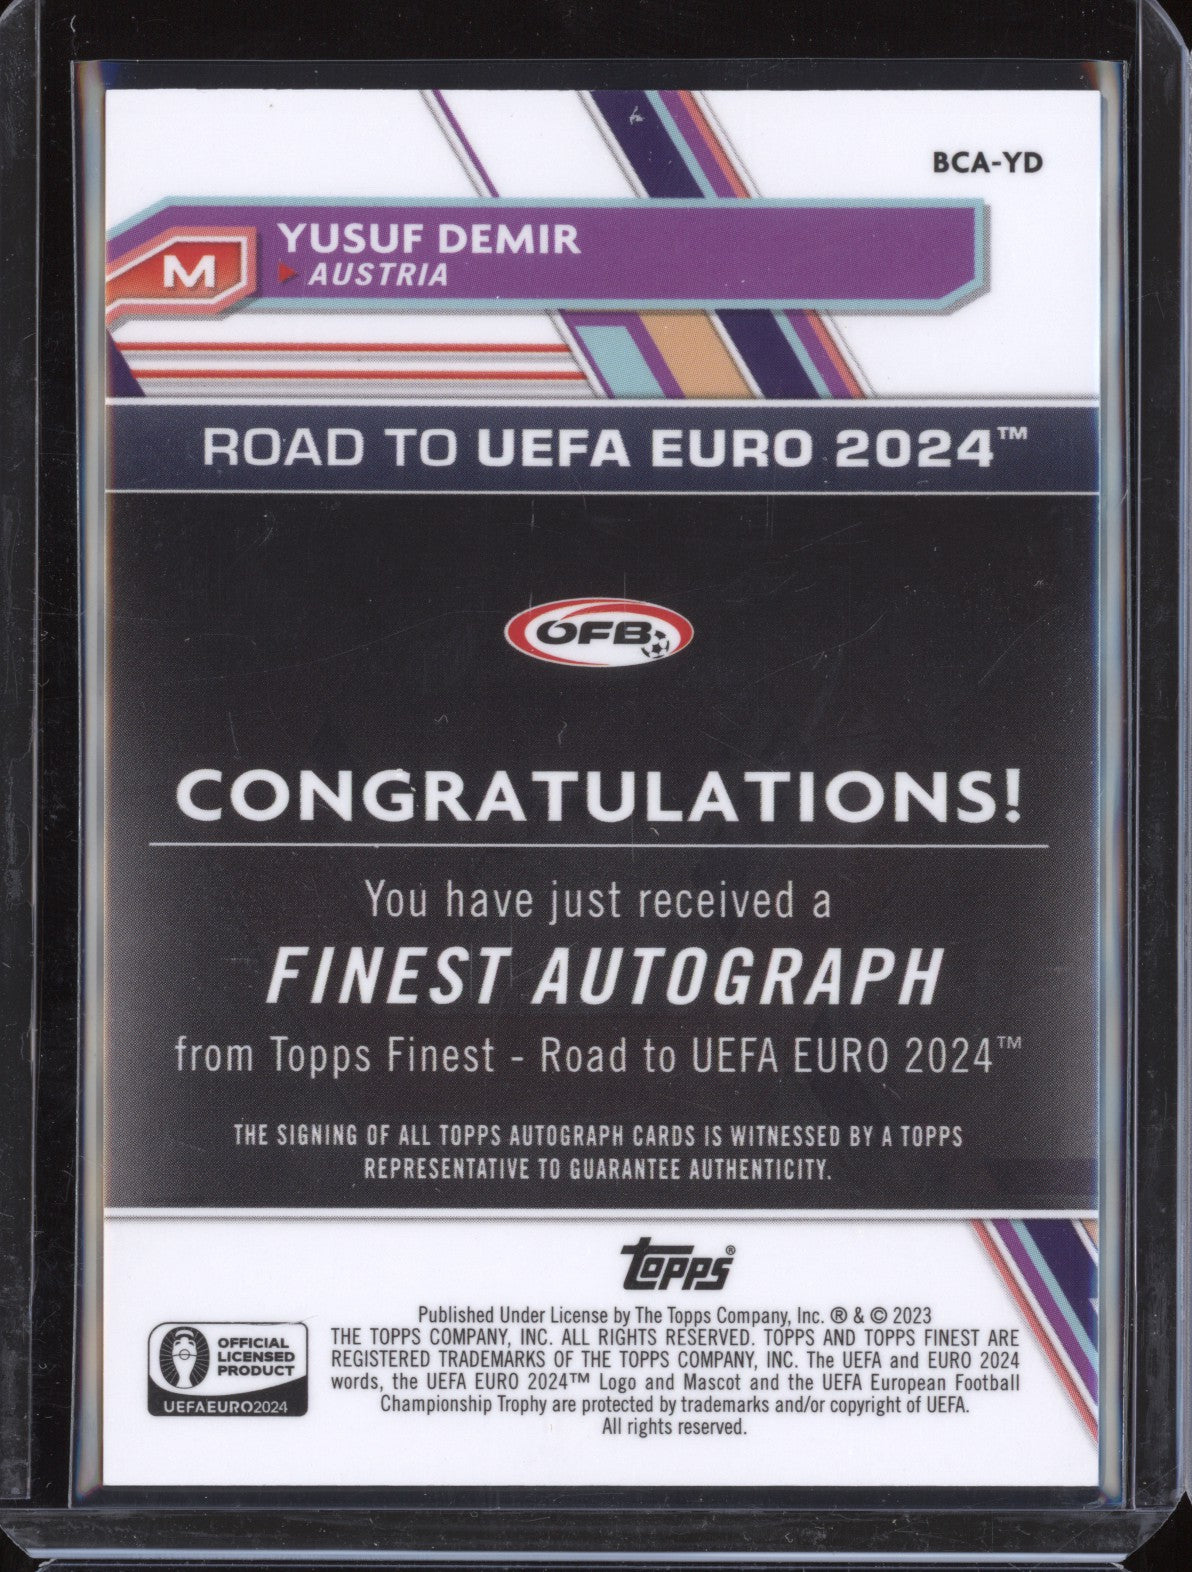 BCA-YD
YUSUF DEMIR
M
AUSTRIA
ROAD TO UEFA EURO 2024™
ÖFB
CONGRATULATIONS!
You have just received a
FINEST AUTOGRAPH
from Topps Finest - Road to UEFA EURO 2024™
THE SIGNING OF ALL TOPPS AUTOGRAPH CARDS IS WITNESSED BY A TOPPS
REPRESENTATIVE TO GUARANTEE AUTHENTICITY.
Topps®
Published Under License by The Topps Company, Inc. ® & © 2023
THE TOPPS COMPANY, INC. ALL RIGHTS RESERVED. TOPPS AND TOPPS FINEST ARE
REGISTERED TRADEMARKS OF THE TOPPS COMPANY, INC. The UEFA and EURO 2024
words, the UEFA EURO 2024™ Logo and Mascot and the UEFA European Football
Championship Trophy are protected by trademarks and/or copyright of UEFA.
All rights reserved.
OFFICIAL
LICENSED
PRODUCT
UEFAEURO2024